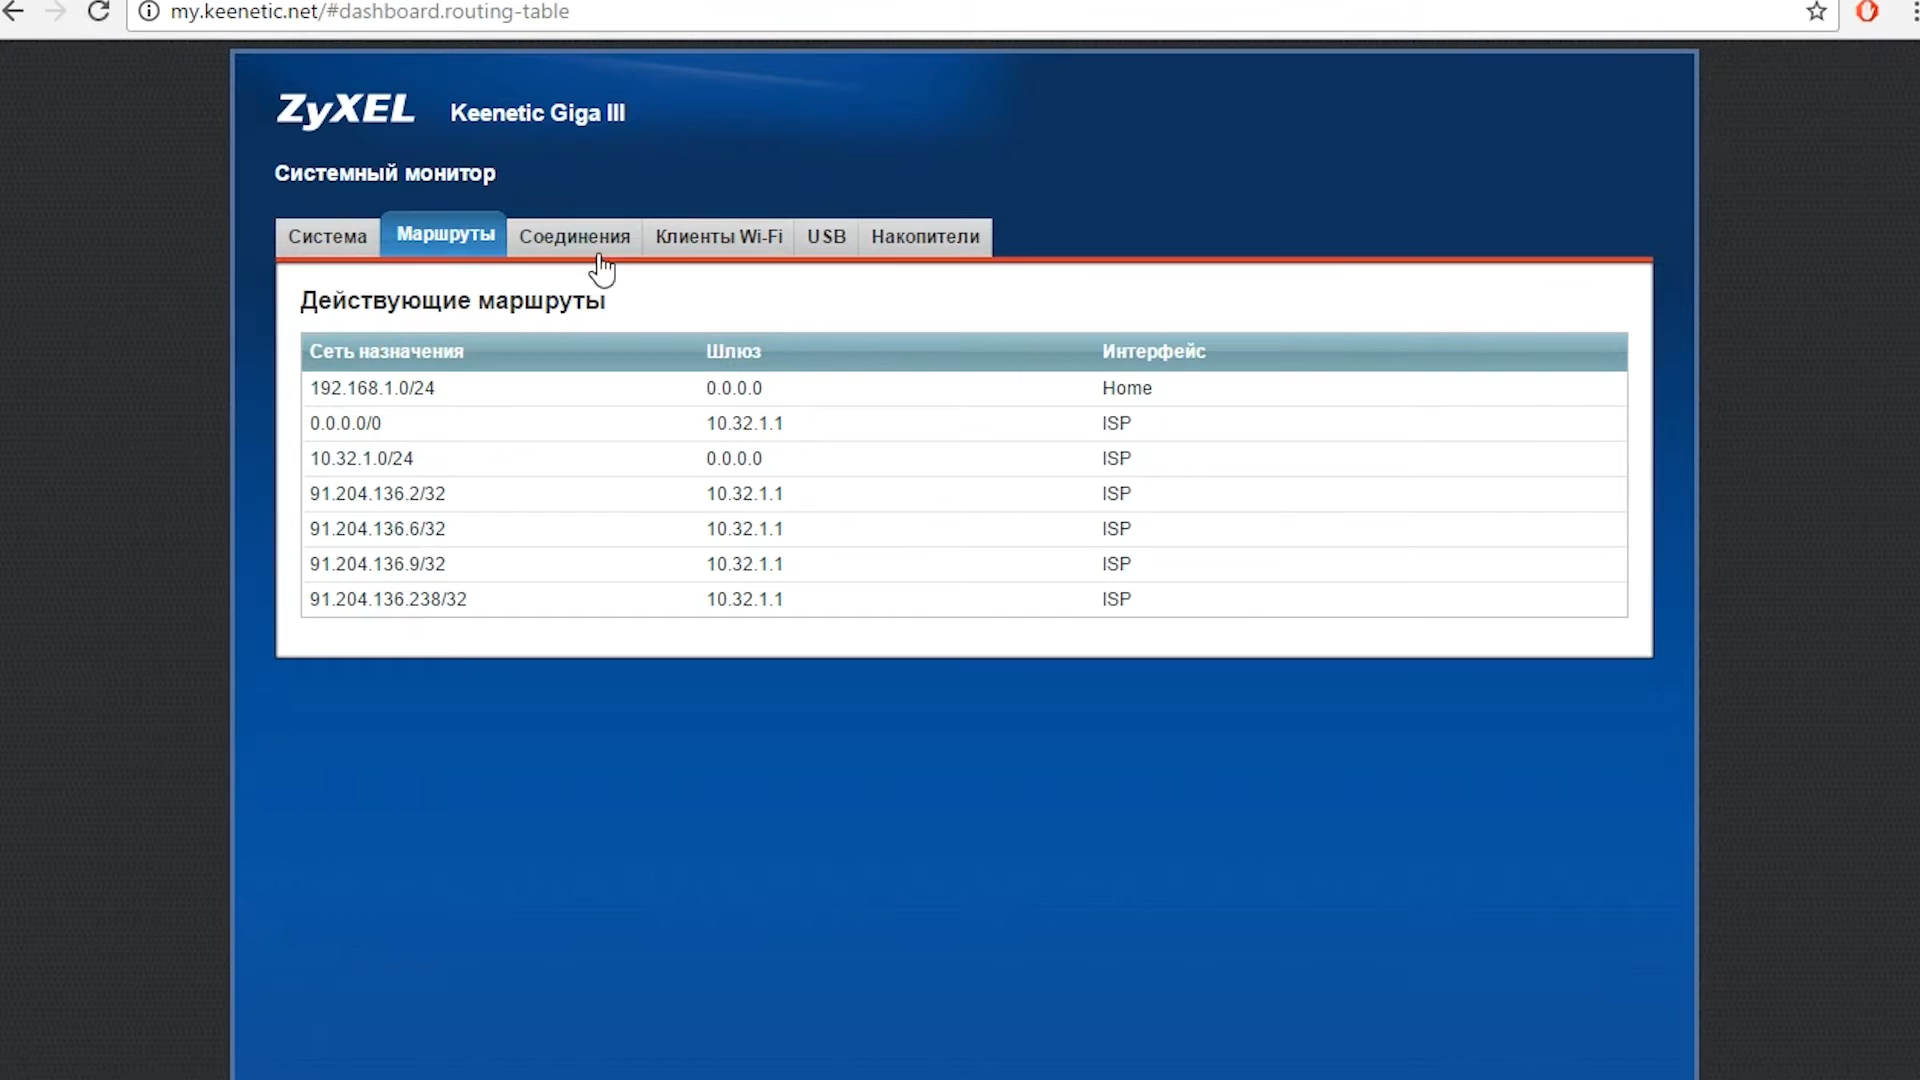 my.keenetic.net/#dashboard.routing-table
ZyXEL Keenetic Giga III
Системный монитор
Система Маршруты Соединения Клиенты Wi-Fi USB Накопители
Действующие маршруты
Сеть назначения Шлюз Интерфейс
192.168.1.0/24 0.0.0.0 Home
0.0.0.0/0 10.32.1.1 ISP
10.32.1.0/24 0.0.0.0 ISP
91.204.136.2/32 10.32.1.1 ISP
91.204.136.6/32 10.32.1.1 ISP
91.204.136.9/32 10.32.1.1 ISP
91.204.136.238/32 10.32.1.1 ISP